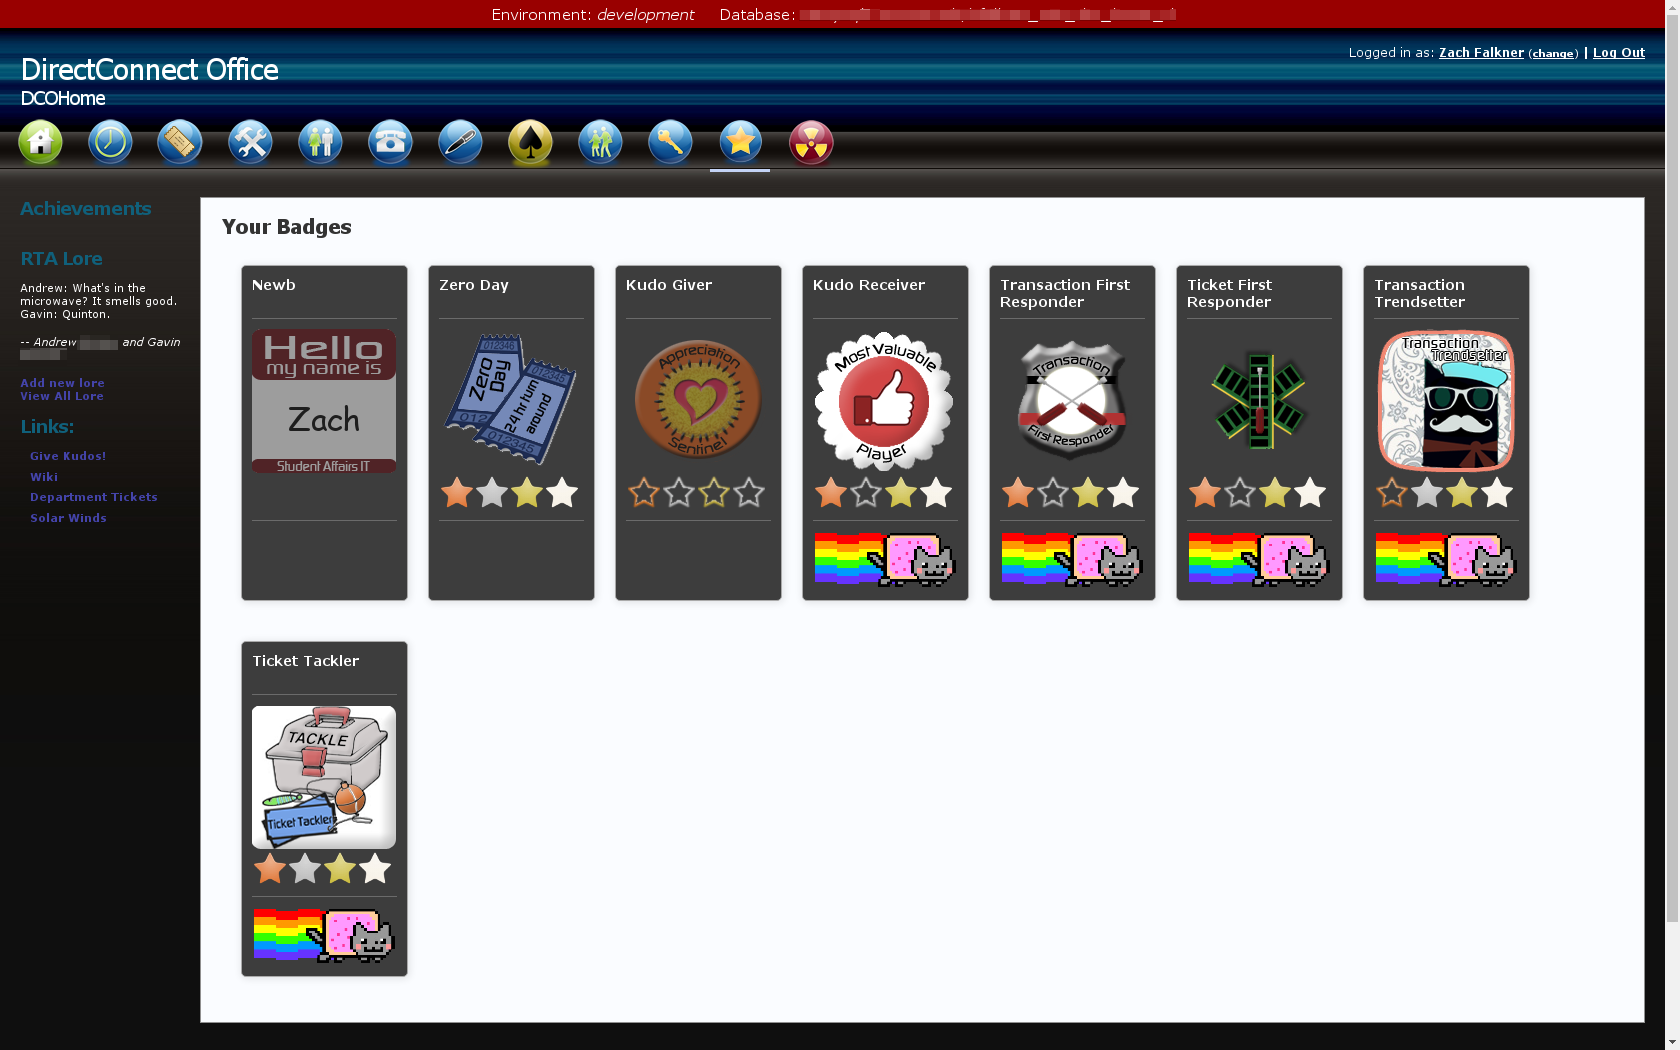 Environment: development Database:
Logged in as: Zach Falkner (change) | Log Out
DirectConnect Office
DCOHome
Achievements
RTA Lore
Andrew: What's in the
microwave? It smells good.
Gavin: Quinton.
-- Andrew and Gavin
Add new lore
View All Lore
Links:
Give Kudos!
Wiki
Department Tickets
Solar Winds
Your Badges
Newb
Hello
my name is
Zach
Student Affairs IT
Zero Day
012345
Zero
Day
012
012345
24 hr turn
around
012345
Kudo Giver
Appreciation
Sentinel
Kudo Receiver
Most Valuable
Player
Transaction First
Responder
Transaction
First Responder
Ticket First
Responder
Transaction
Trendsetter
Transaction
Trendsetter
Ticket Tackler
TACKLE
Ticket Tackler